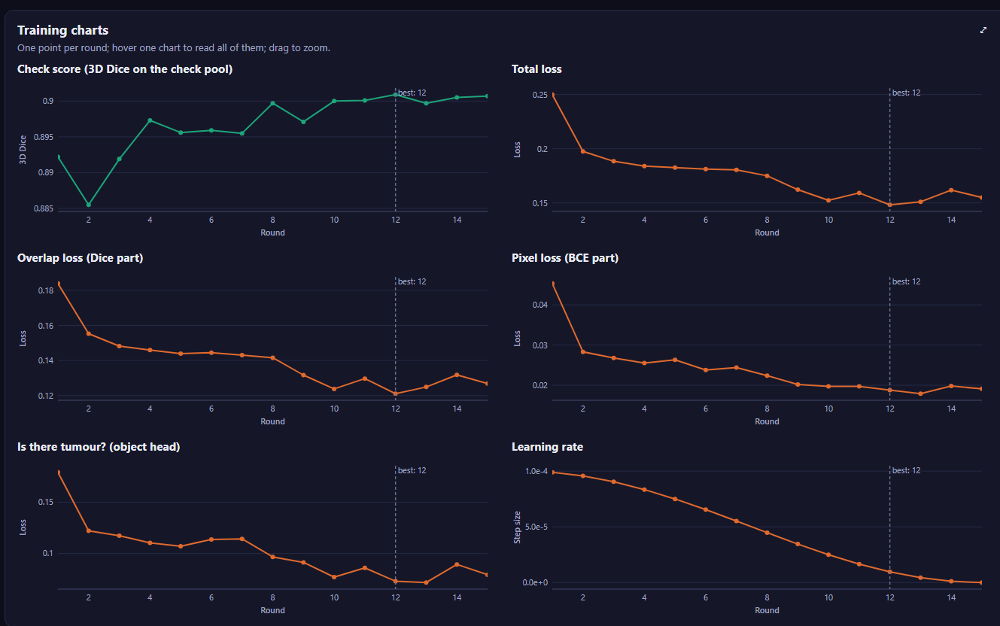 Training charts
One point per round; hover one chart to read all of them; drag to zoom.
Check score (3D Dice on the check pool)
best: 12
0.9
0.895
0.89
0.885
3D Dice
2 4 6 8 10 12 14
Round
Total loss
best: 12
0.25
0.2
0.15
Loss
2 4 6 8 10 12 14
Round
Overlap loss (Dice part)
best: 12
0.18
0.16
0.14
0.12
Loss
2 4 6 8 10 12 14
Round
Pixel loss (BCE part)
best: 12
0.04
0.03
0.02
Loss
2 4 6 8 10 12 14
Round
Is there tumour? (object head)
best: 12
0.15
0.1
Loss
2 4 6 8 10 12 14
Round
Learning rate
best: 12
1.0e-4
5.0e-5
0.0e+0
Step size
2 4 6 8 10 12 14
Round